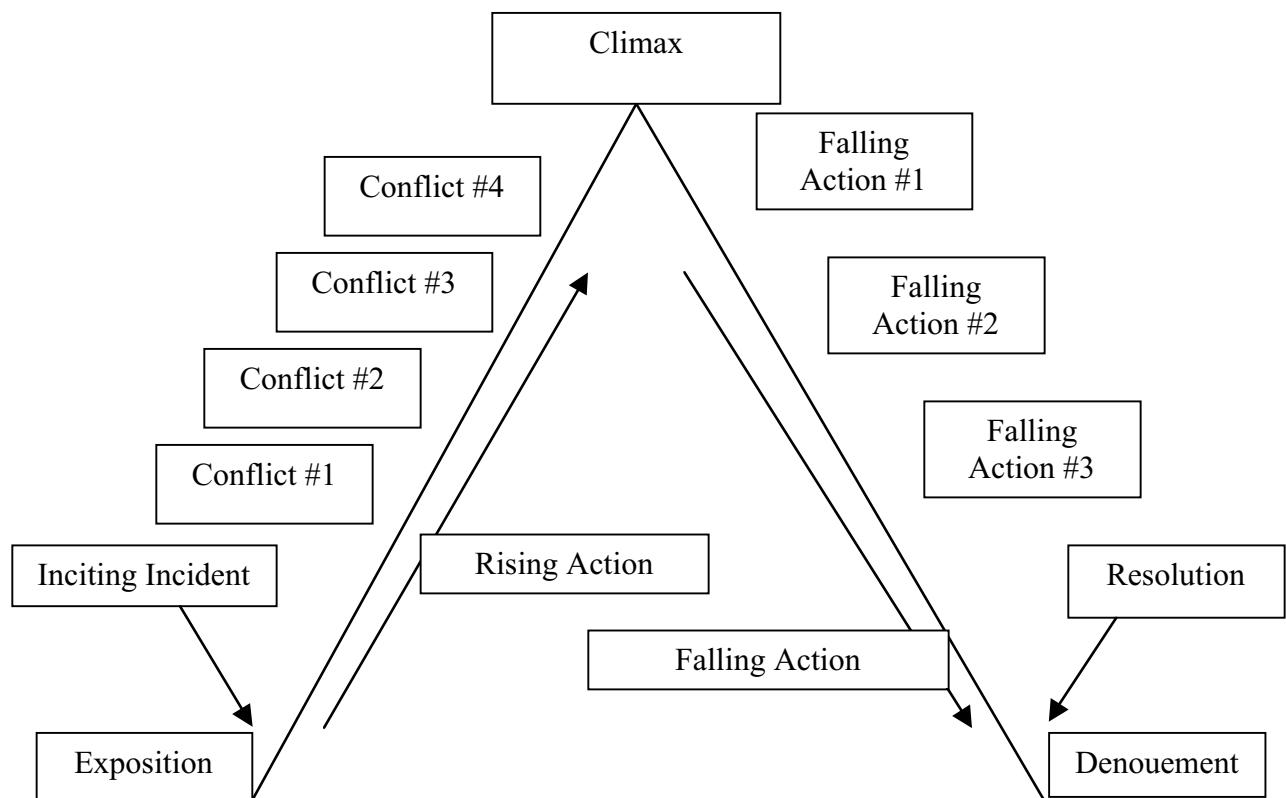 Climax
Falling
Action #1
Conflict #4
Conflict #3
Falling
Action #2
Conflict #2
Falling
Action #3
Conflict #1
Inciting Incident
Rising Action
Resolution
Falling Action
Exposition
Denouement